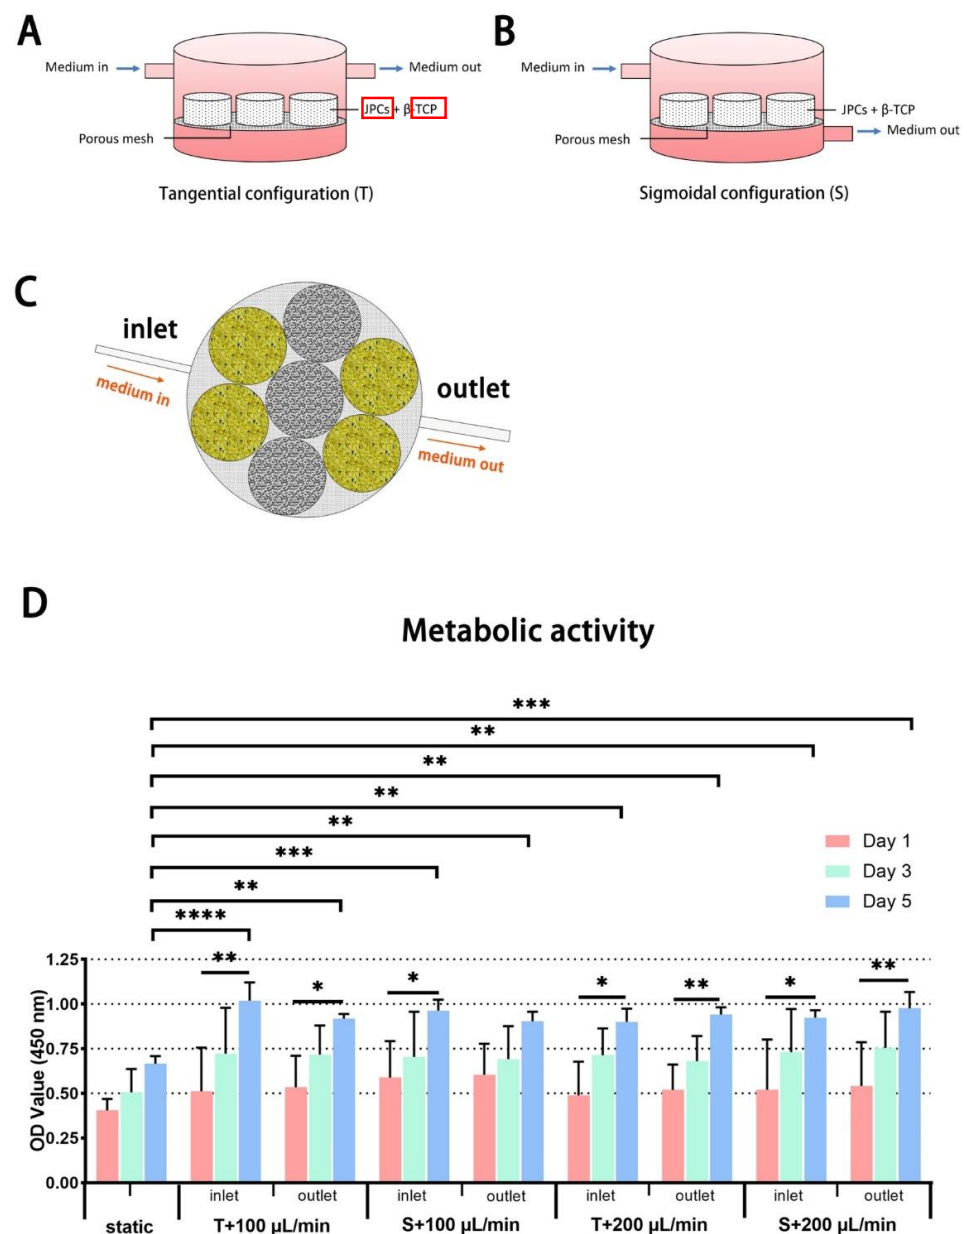 A
Medium in
Medium out
JPCs + β-TCP
Porous mesh
Tangential configuration (T)
B
Medium in
JPCs + β-TCP
Medium out
Porous mesh
Sigmoidal configuration (S)
C
inlet
medium in
outlet
medium out
D
Metabolic activity
***
**
**
**
**
***
**
****
Day 1
Day 3
Day 5
** * * * ** * **
OD Value (450 nm)
1.25
1.00
0.75
0.50
0.25
0.00
inlet outlet inlet outlet inlet outlet inlet outlet
static T+100 μL/min S+100 μL/min T+200 μL/min S+200 μL/min